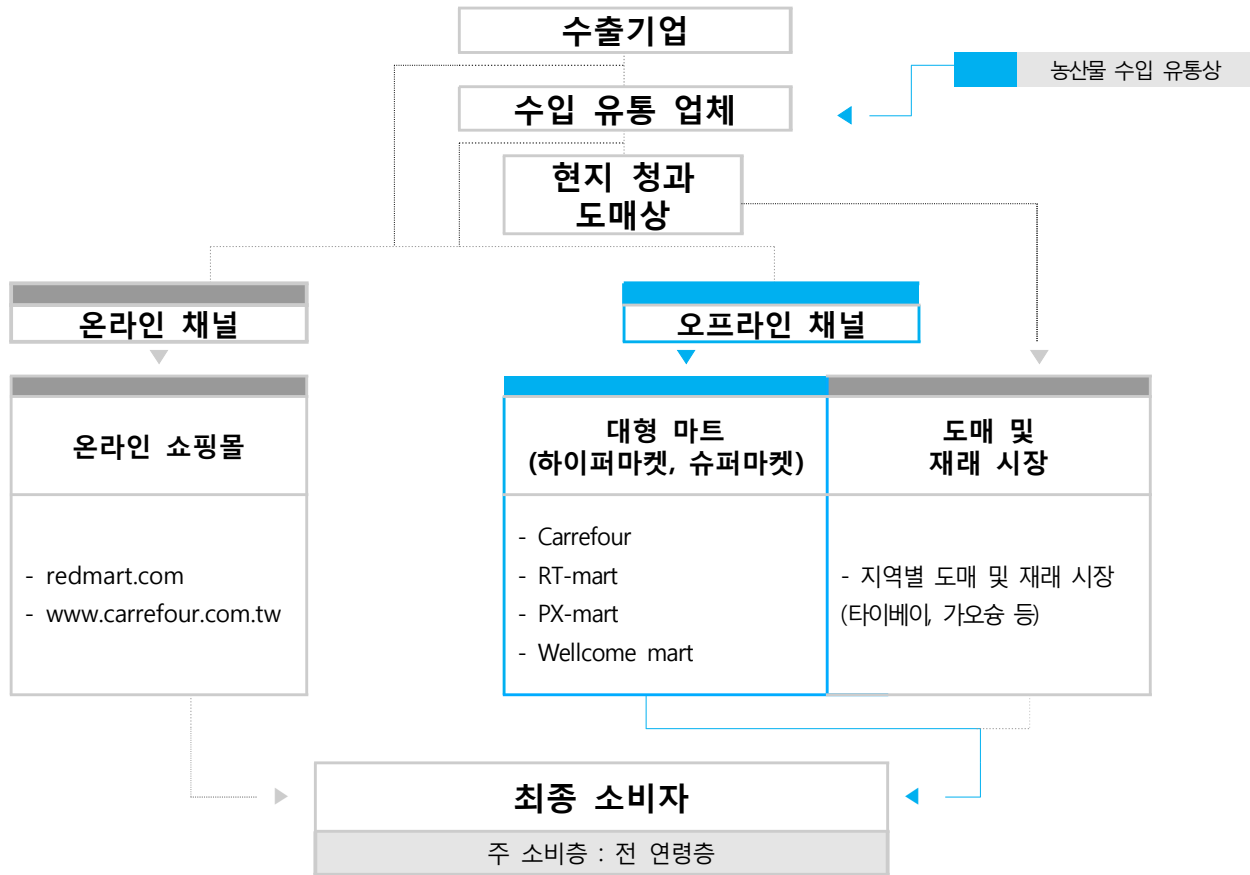 수출기업
농산물 수입 유통상
수입 유통 업체
현지 청과
도매상
온라인 채널
오프라인 채널
온라인 쇼핑몰
- redmart.com
- www.carrefour.com.tw
대형 마트
(하이퍼마켓, 슈퍼마켓)
- Carrefour
- RT-mart
- PX-mart
- Wellcome mart
도매 및
재래 시장
- 지역별 도매 및 재래 시장
(타이베이, 가오슝 등)
최종 소비자
주 소비층 : 전 연령층